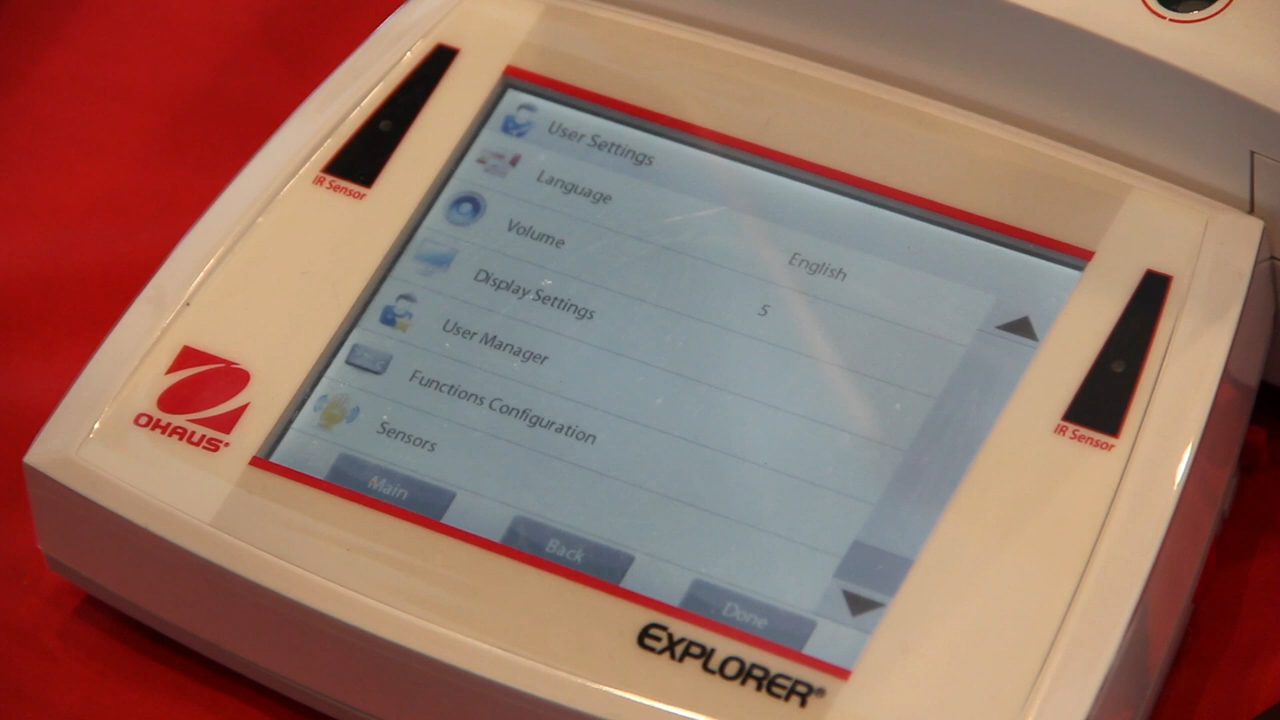 User Settings
Language English
Volume 5
Display Settings
User Manager
Functions Configuration
Sensors
Main Back Done
IR Sensor
IR Sensor
OHAUS®
EXPLORER®